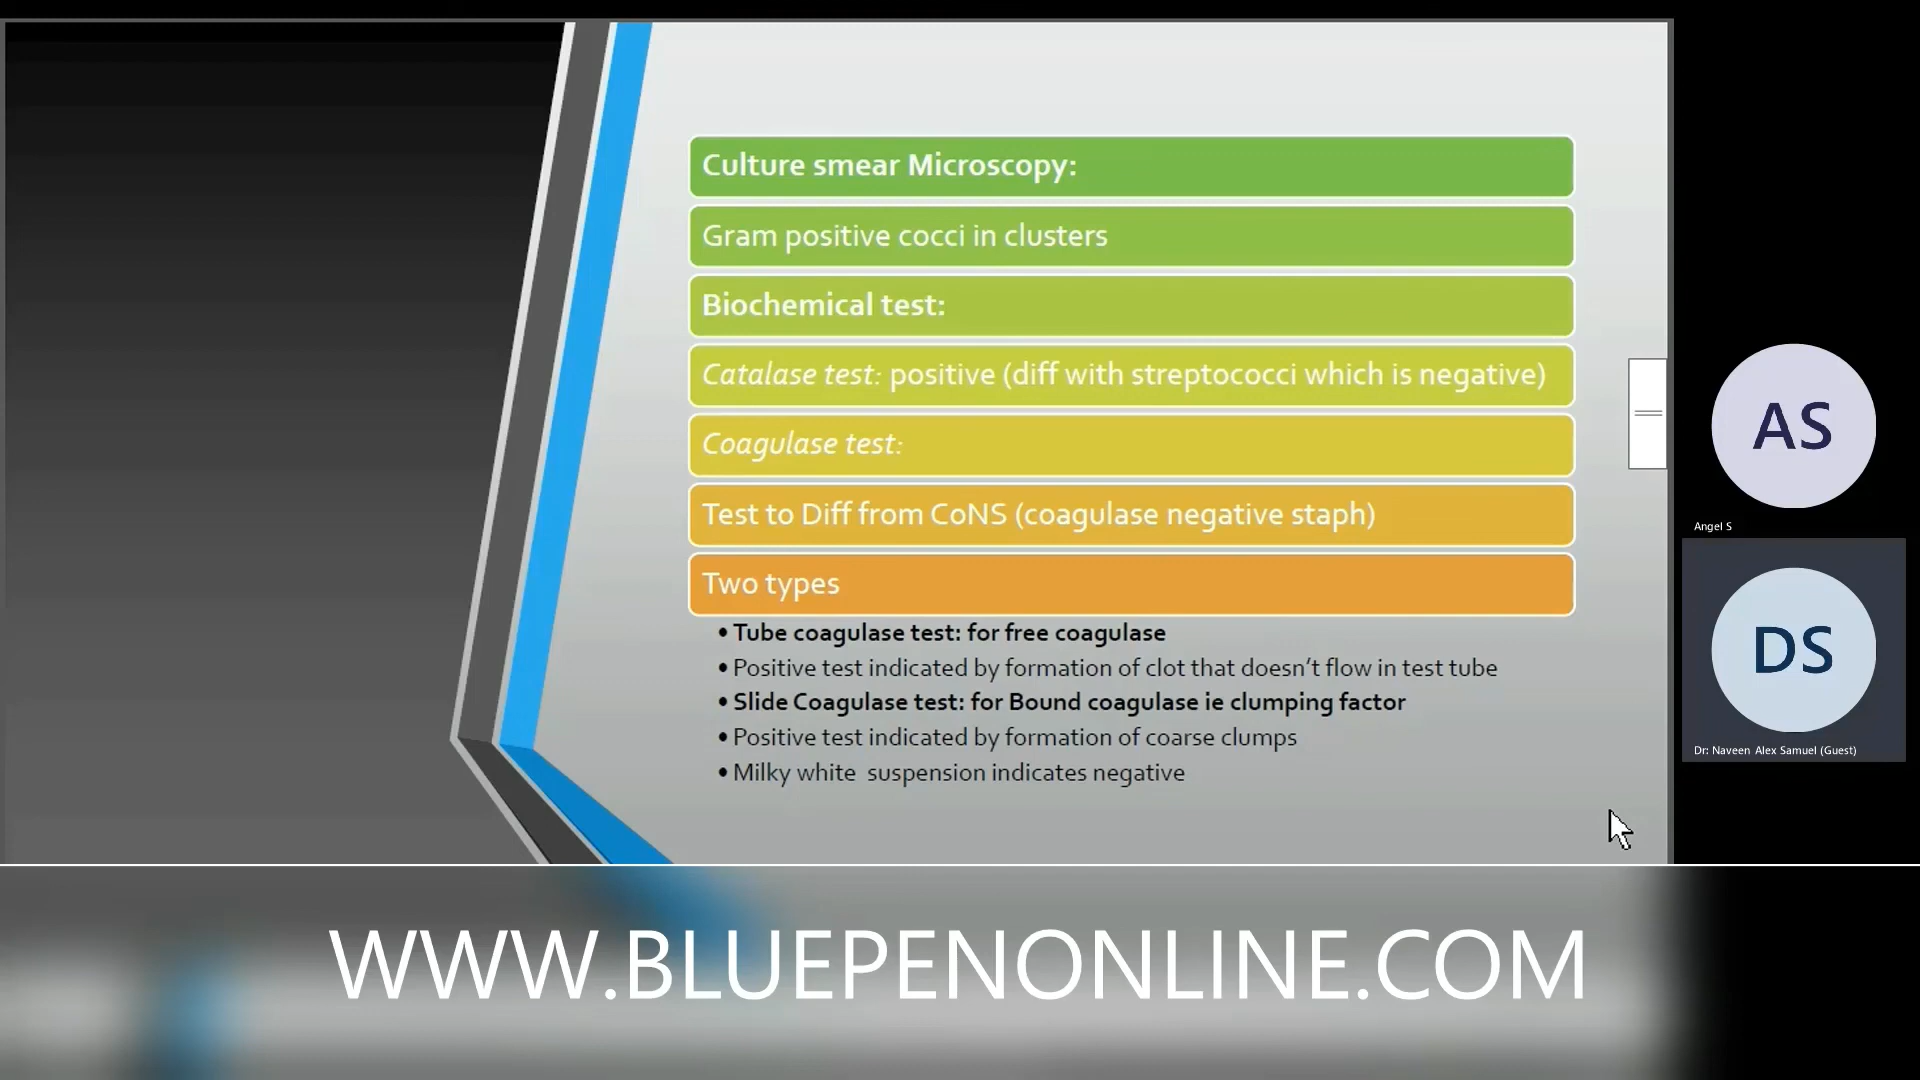 Culture smear Microscopy:
Gram positive cocci in clusters
Biochemical test:
Catalase test: positive (diff with streptococci which is negative)
Coagulase test:
Test to Diff from CoNS (coagulase negative staph)
Two types
• Tube coagulase test: for free coagulase
• Positive test indicated by formation of clot that doesn’t flow in test tube
• Slide Coagulase test: for Bound coagulase ie clumping factor
• Positive test indicated by formation of coarse clumps
• Milky white suspension indicates negative
AS
Angel S
DS
Dr: Naveen Alex Samuel (Guest)
WWW.BLUEPENONLINE.COM